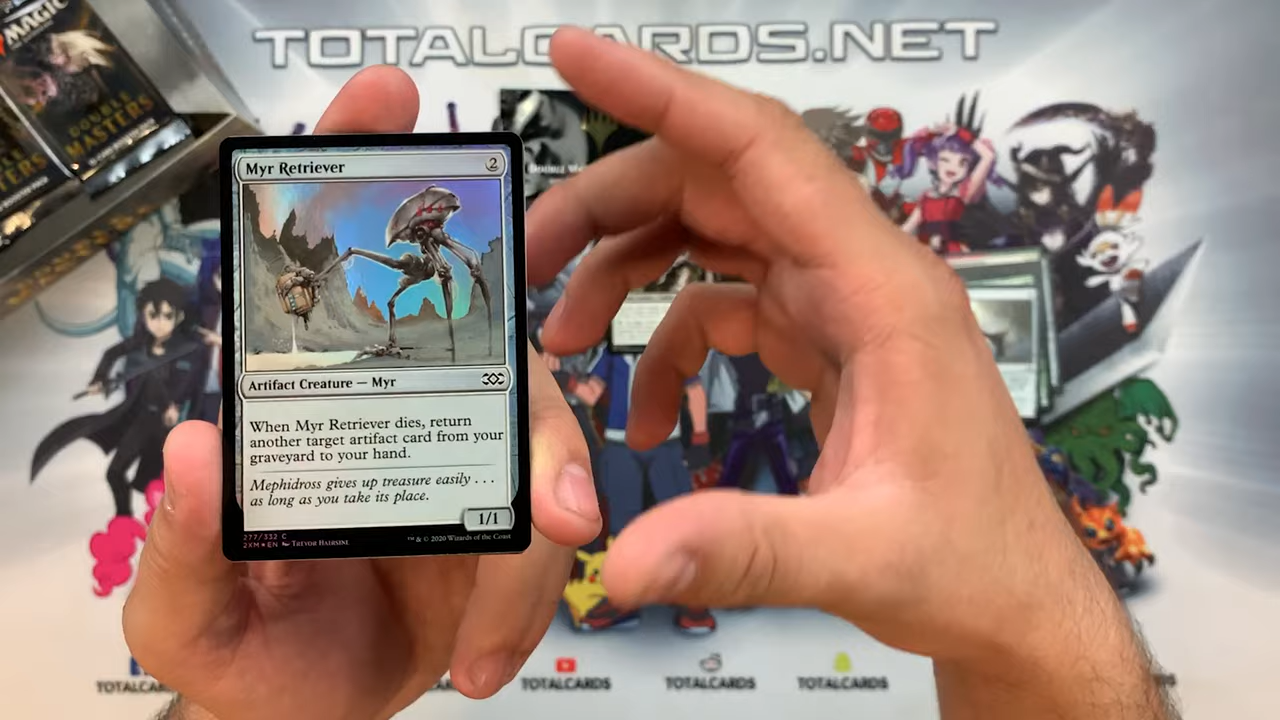 TOTALCARDS.NET
MAGIC
DOUBLE
MASTERS
Myr Retriever
2
Artifact Creature — Myr
When Myr Retriever dies, return
another target artifact card from your
graveyard to your hand.
Mephidross gives up treasure easily . . .
as long as you take its place.
1/1
277/332 C
2XM★EN Trevor Hairsine
™ & © 2020 Wizards of the Coast
TOTALCARDS
TOTALCARDS
TOTALCARDS